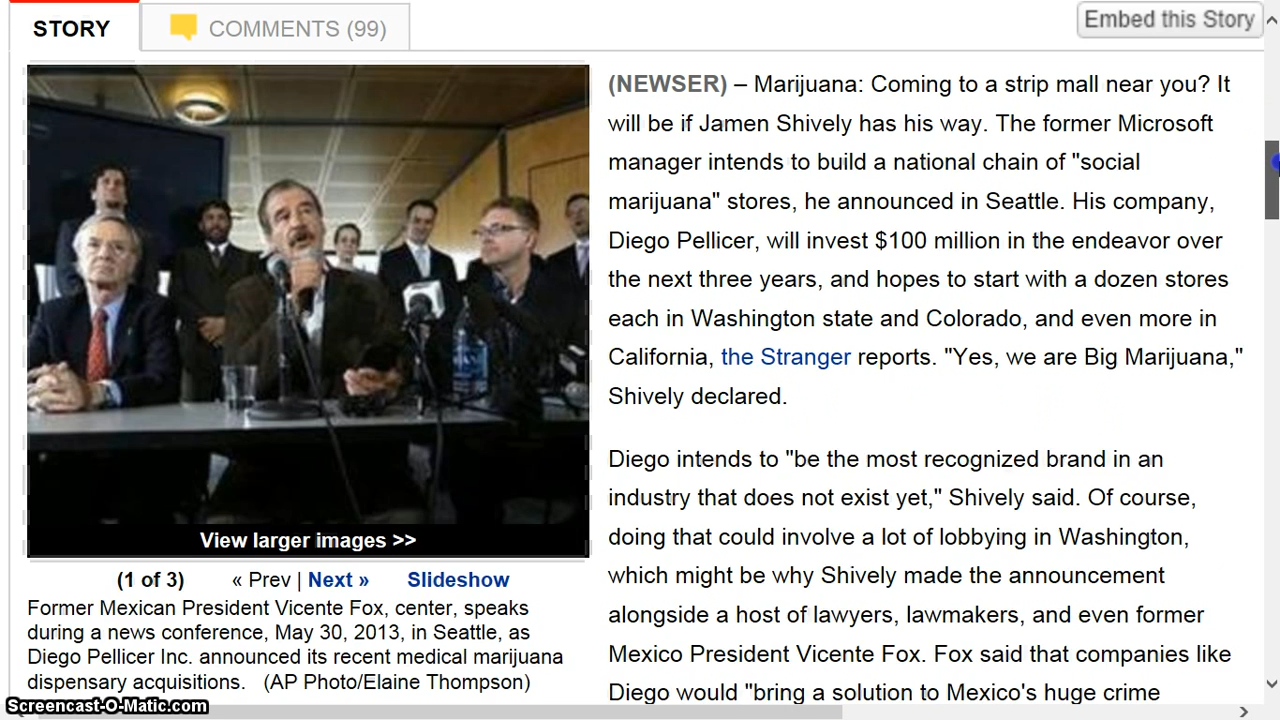 STORY
COMMENTS (99)
Embed this Story
(NEWSER) – Marijuana: Coming to a strip mall near you? It
will be if Jamen Shively has his way. The former Microsoft
manager intends to build a national chain of "social
marijuana" stores, he announced in Seattle. His company,
Diego Pellicer, will invest $100 million in the endeavor over
the next three years, and hopes to start with a dozen stores
each in Washington state and Colorado, and even more in
California, the Stranger reports. "Yes, we are Big Marijuana,"
Shively declared.
Diego intends to "be the most recognized brand in an
industry that does not exist yet," Shively said. Of course,
doing that could involve a lot of lobbying in Washington,
which might be why Shively made the announcement
alongside a host of lawyers, lawmakers, and even former
Mexico President Vicente Fox. Fox said that companies like
Diego would "bring a solution to Mexico's huge crime
View larger images >>
(1 of 3) « Prev | Next » Slideshow
Former Mexican President Vicente Fox, center, speaks
during a news conference, May 30, 2013, in Seattle, as
Diego Pellicer Inc. announced its recent medical marijuana
dispensary acquisitions. (AP Photo/Elaine Thompson)
Screencast-O-Matic.com